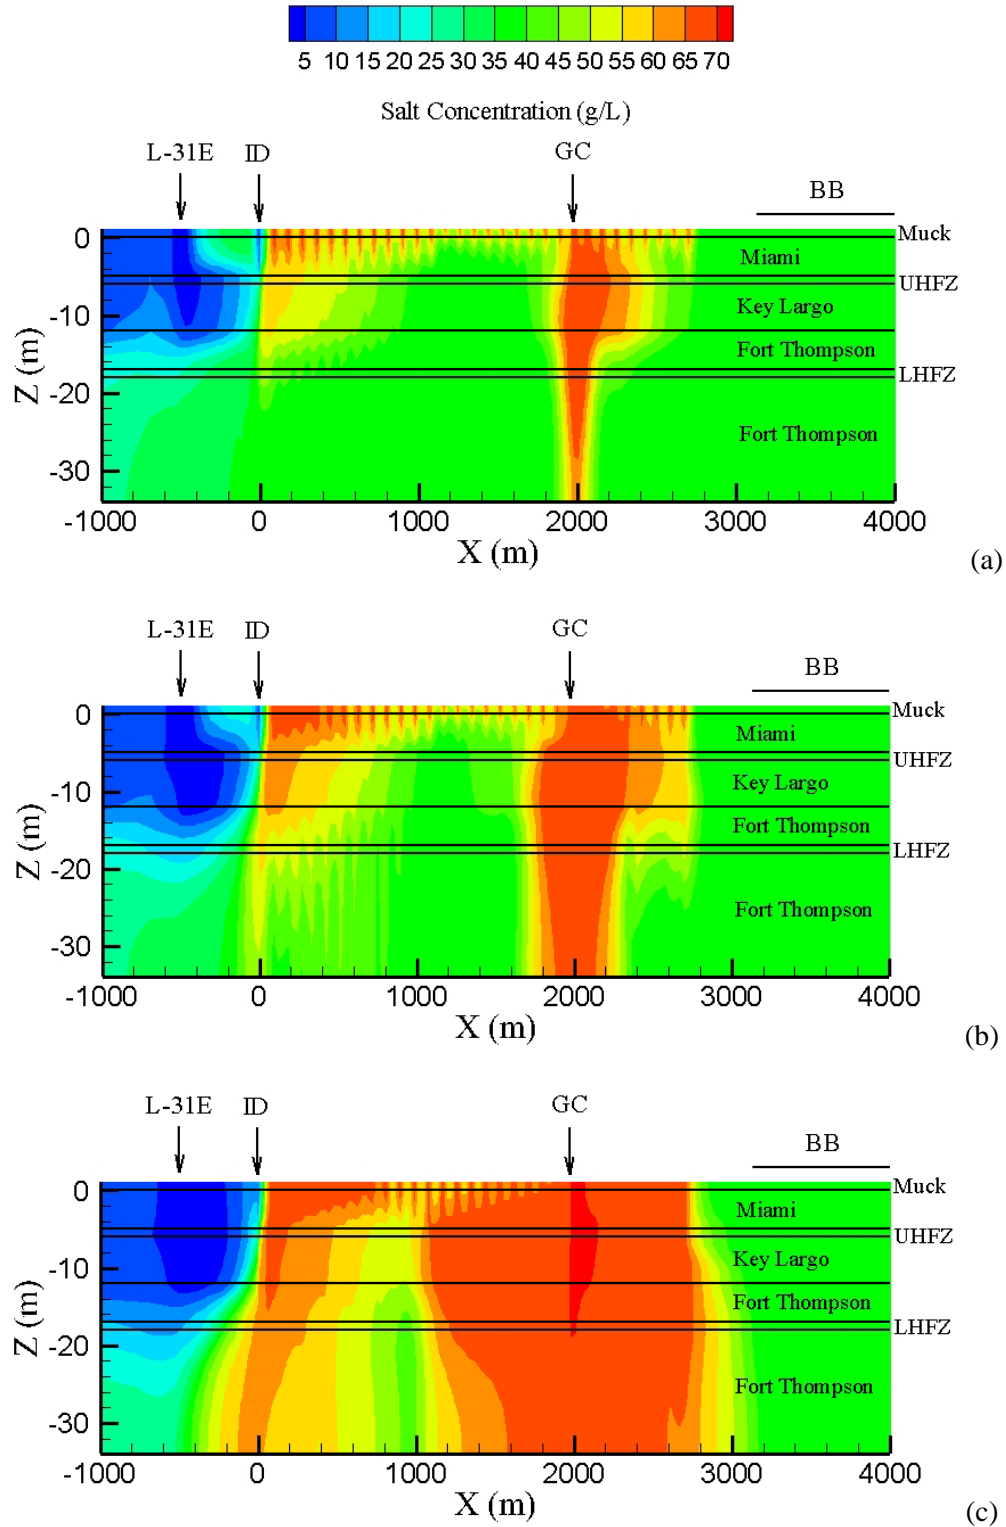 5 10 15 20 25 30 35 40 45 50 55 60 65 70
Salt Concentration (g/L)
L-31E ID GC BB
0 Muck
Miami
UHFZ
-10 Key Largo
Fort Thompson
LHFZ
-20
Fort Thompson
-30
Z (m)
-1000 0 1000 2000 3000 4000
X (m)
(a)
L-31E ID GC BB
0 Muck
Miami
UHFZ
-10 Key Largo
Fort Thompson
LHFZ
-20
Fort Thompson
-30
Z (m)
-1000 0 1000 2000 3000 4000
X (m)
(b)
L-31E ID GC BB
0 Muck
Miami
UHFZ
-10 Key Largo
Fort Thompson
LHFZ
-20
Fort Thompson
-30
Z (m)
-1000 0 1000 2000 3000 4000
X (m)
(c)